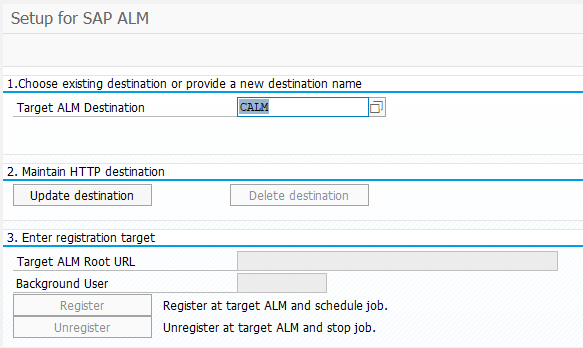 Setup for SAP ALM
1.Choose existing destination or provide a new destination name
Target ALM Destination CALM
2. Maintain HTTP destination
Update destination Delete destination
3. Enter registration target
Target ALM Root URL
Background User
Register Register at target ALM and schedule job.
Unregister Unregister at target ALM and stop job.